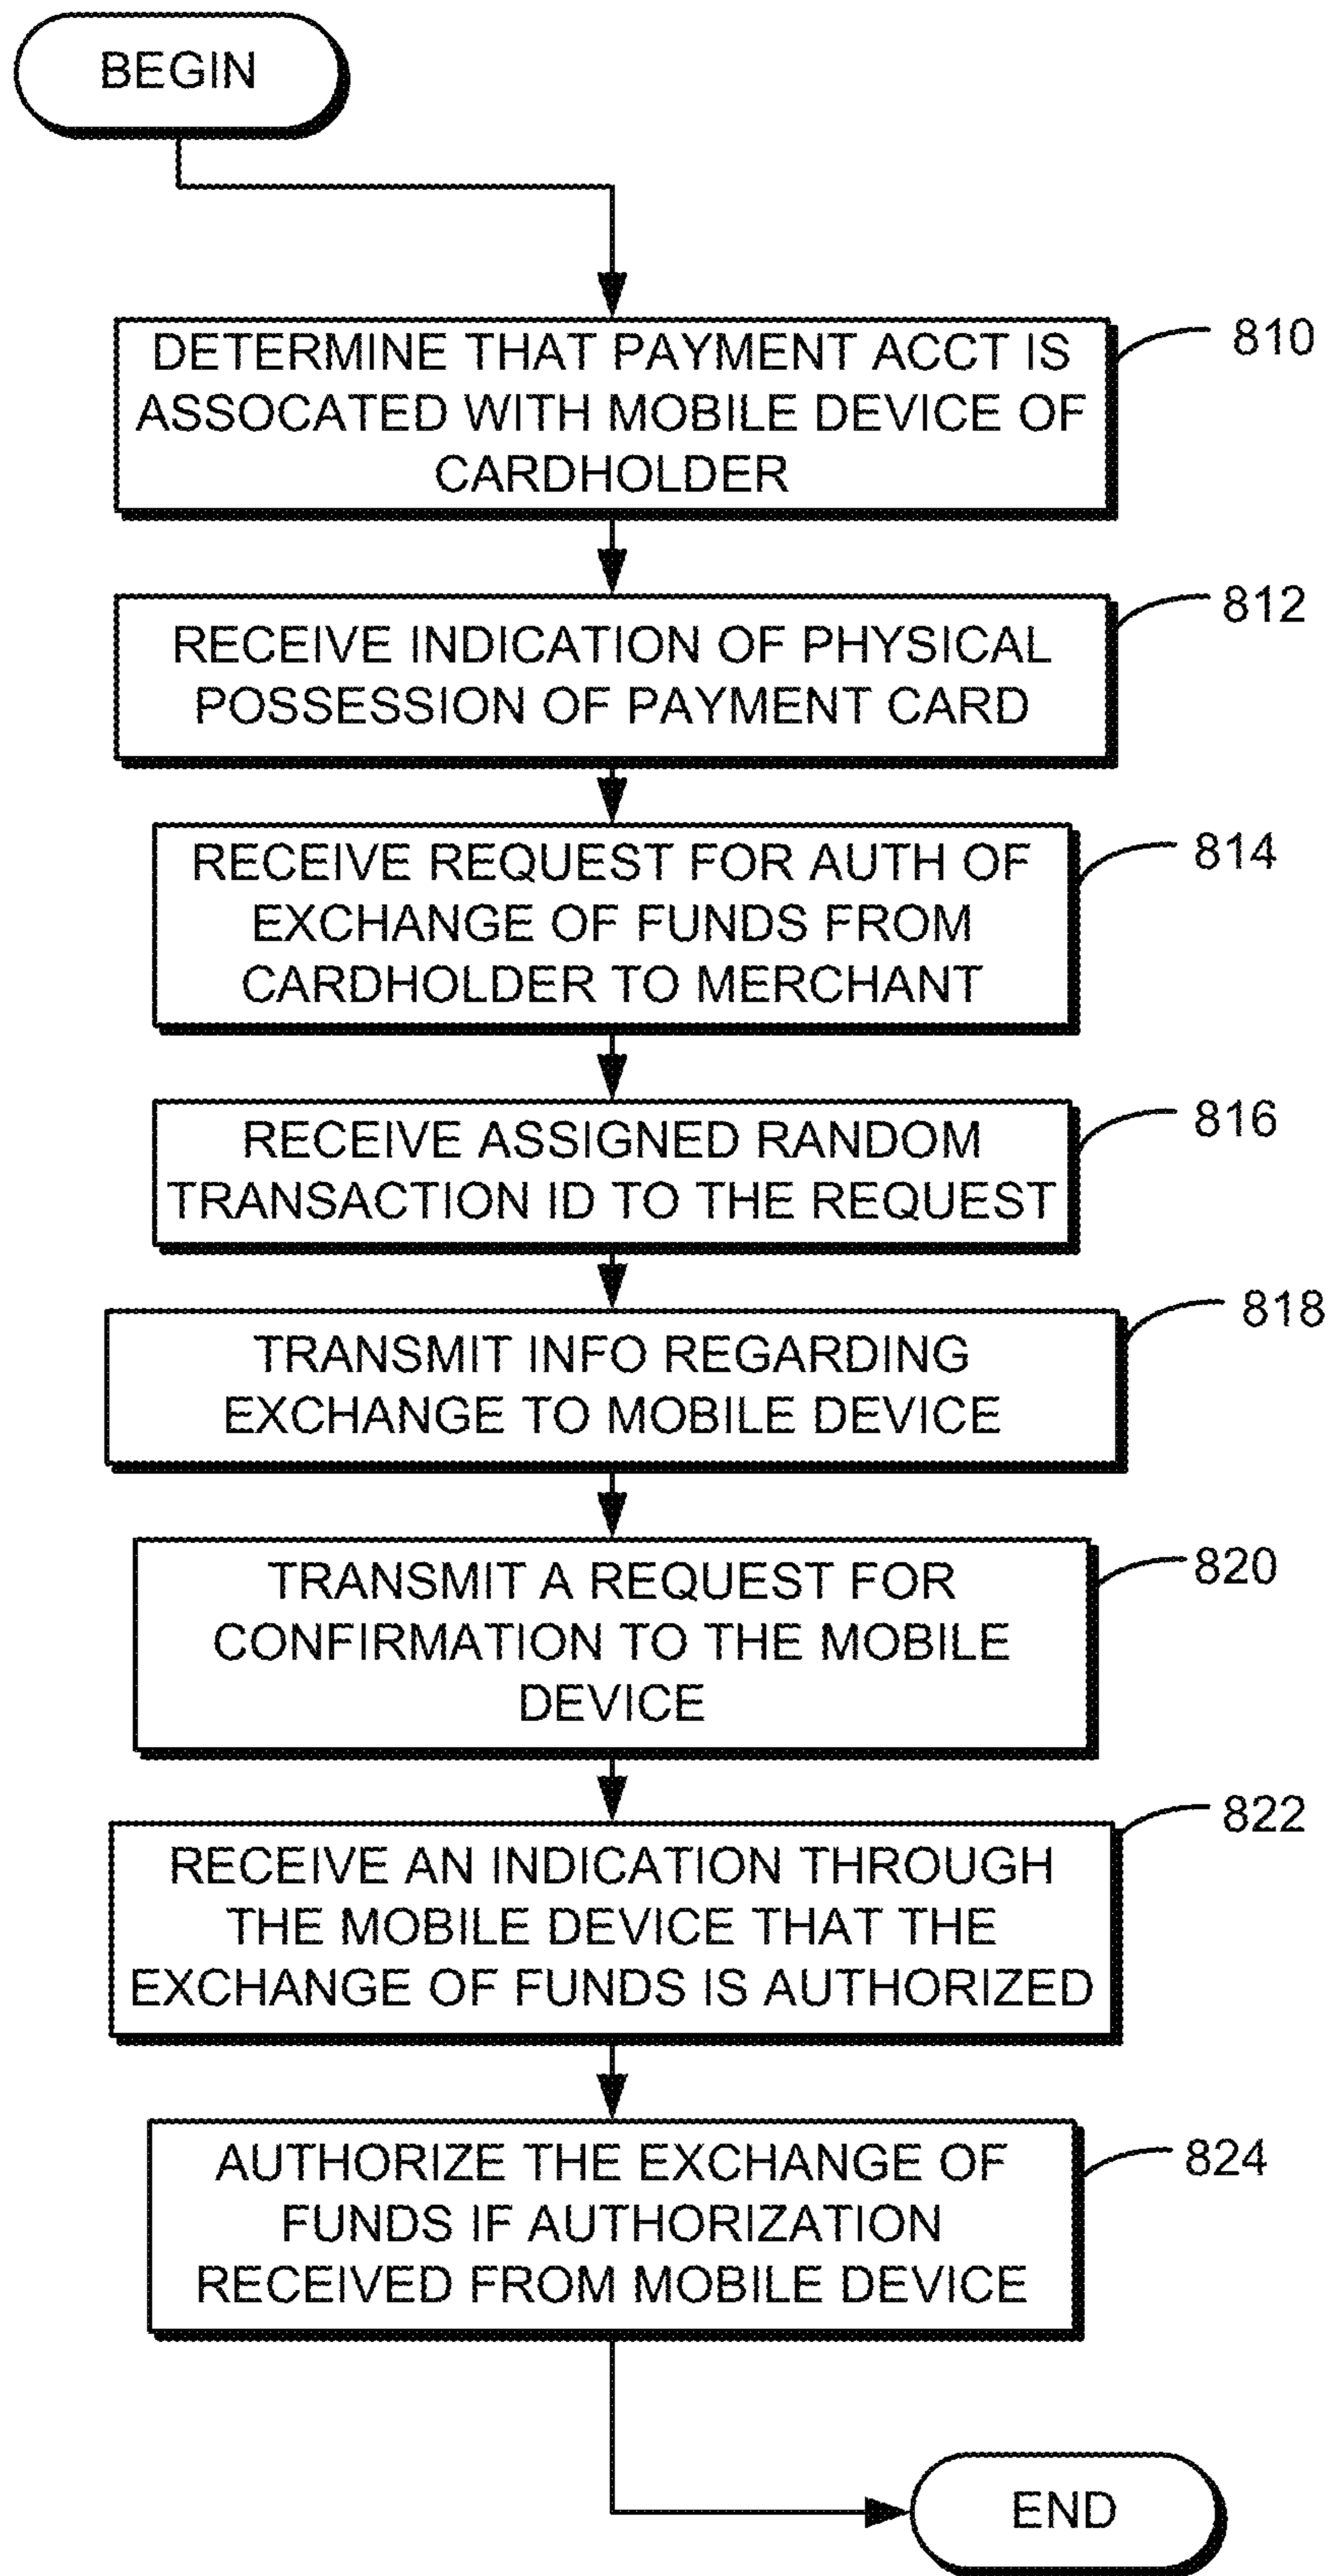 BEGIN
DETERMINE THAT PAYMENT ACCT IS
ASSOCATED WITH MOBILE DEVICE OF
CARDHOLDER
810
RECEIVE INDICATION OF PHYSICAL
POSSESSION OF PAYMENT CARD
812
RECEIVE REQUEST FOR AUTH OF
EXCHANGE OF FUNDS FROM
CARDHOLDER TO MERCHANT
814
RECEIVE ASSIGNED RANDOM
TRANSACTION ID TO THE REQUEST
816
TRANSMIT INFO REGARDING
EXCHANGE TO MOBILE DEVICE
818
TRANSMIT A REQUEST FOR
CONFIRMATION TO THE MOBILE
DEVICE
820
RECEIVE AN INDICATION THROUGH
THE MOBILE DEVICE THAT THE
EXCHANGE OF FUNDS IS AUTHORIZED
822
AUTHORIZE THE EXCHANGE OF
FUNDS IF AUTHORIZATION
RECEIVED FROM MOBILE DEVICE
824
END